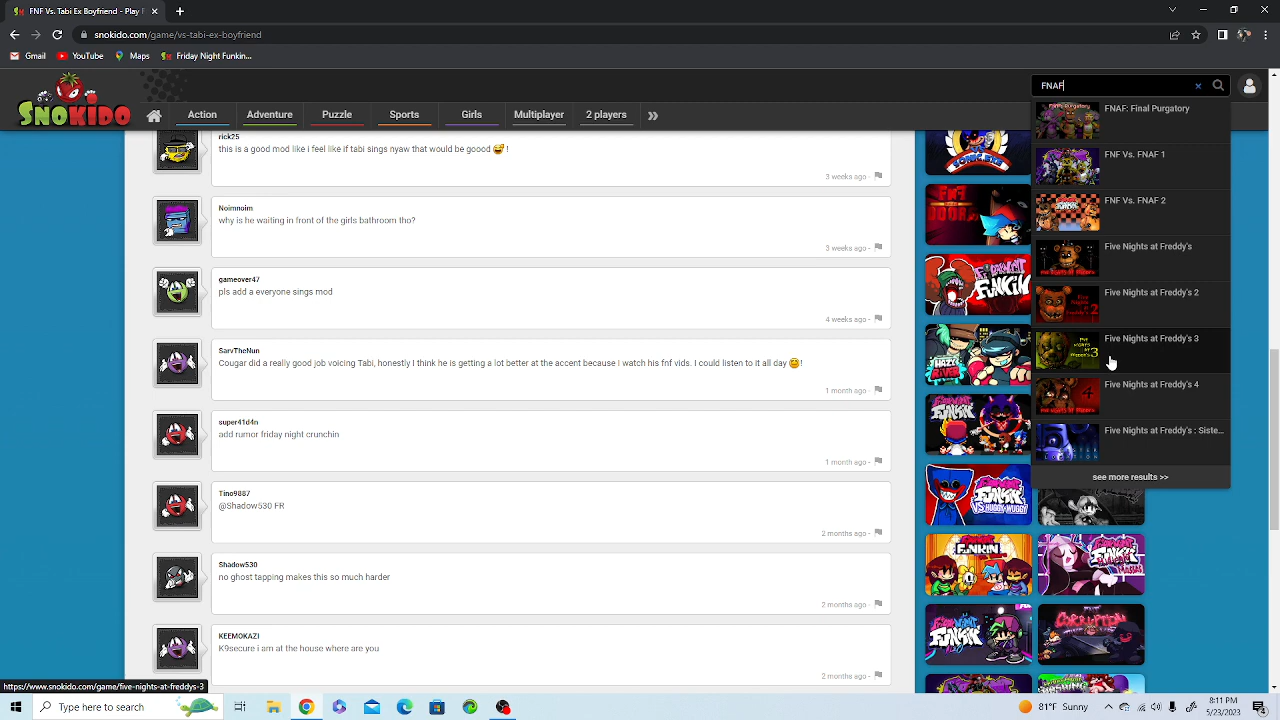 FNF Vs. Tabi Ex Boyfriend -
snokido.com/game/vs-tabi-ex-boyfriend
Gmail
YouTube
Maps
Friday Night Funkin...
SNOKIDO
Action
Adventure
Puzzle
Sports
Girls
Multiplayer
2 players
FNAF
FNAF: Final Purgatory
FNF Vs. FNAF 1
FNF Vs. FNAF 2
Five Nights at Freddy's
Five Nights at Freddy's 2
Five Nights at Freddy's 3
Five Nights at Freddy's 4
Five Nights at Freddy's : Siste...
see more results >>
rick25
this is a good mod like i feel like if tabi sings nyaw that would be goood 😅 !
3 weeks ago -
Noimnoim
why is he waiting in front of the girls bathroom tho?
3 weeks ago -
gameover47
pls add a everyone sings mod
4 weeks ago -
SarvTheNun
Cougar did a really good job voicing Tabi, honestly I think he is getting a lot better at the accent because I watch his fnf vids. I could listen to it all day 😊 !
1 month ago -
super41d4n
add rumor friday night crunchin
1 month ago -
Tino9887
@Shadow530 FR
2 months ago -
Shadow530
no ghost tapping makes this so much harder
2 months ago -
KEEMOKAZI
K9secure i am at the house where are you
2 months ago -
https://www.snokido.com/game/five-nights-at-freddys-3
Type here to search
81°F Sunny
8:11 PM
5/23/2023